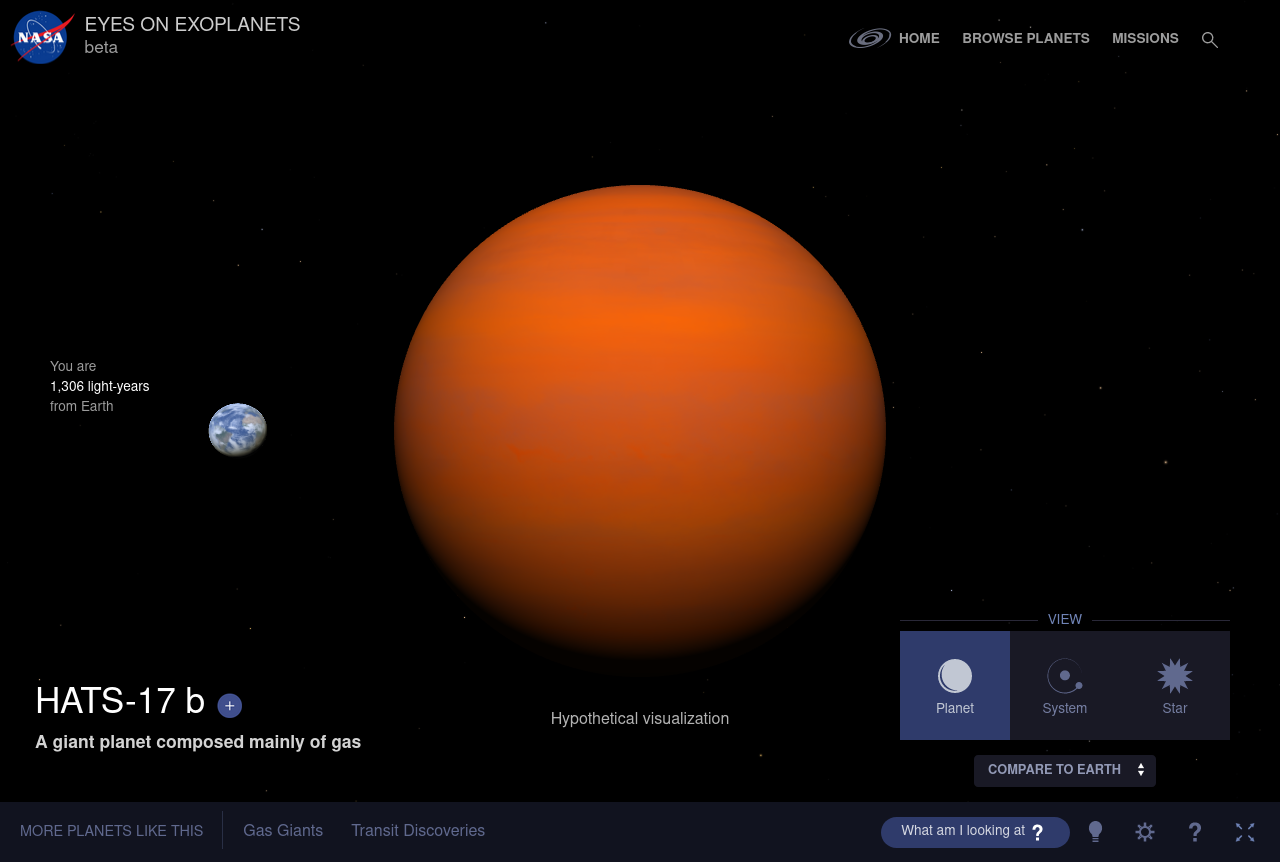 NASA
EYES ON EXOPLANETS
beta
HOME
BROWSE PLANETS
MISSIONS
You are
1,306 light-years
from Earth
HATS-17 b +
A giant planet composed mainly of gas
Hypothetical visualization
VIEW
Planet
System
Star
COMPARE TO EARTH
MORE PLANETS LIKE THIS
Gas Giants
Transit Discoveries
What am I looking at ?
?